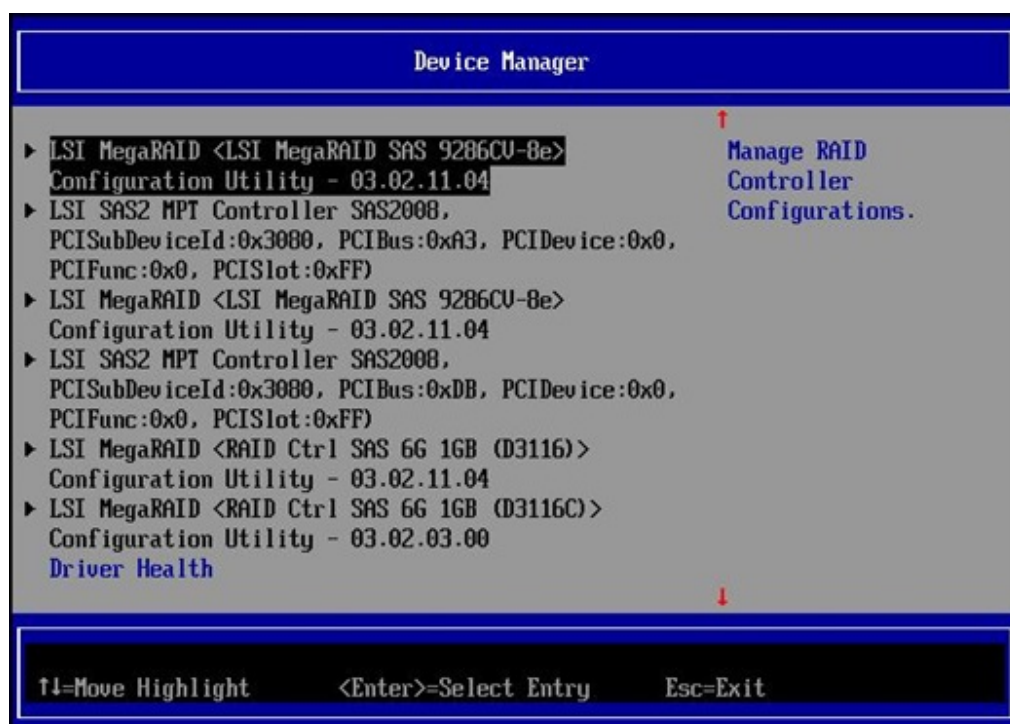 Device Manager
▶ LSI MegaRAID <LSI MegaRAID SAS 9286CV-8e>
Configuration Utility - 03.02.11.04
▶ LSI SAS2 MPT Controller SAS2008,
PCISubDeviceId:0x3080, PCIBus:0xA3, PCIDevice:0x0,
PCIFunc:0x0, PCISlot:0xFF)
▶ LSI MegaRAID <LSI MegaRAID SAS 9286CV-8e>
Configuration Utility - 03.02.11.04
▶ LSI SAS2 MPT Controller SAS2008,
PCISubDeviceId:0x3080, PCIBus:0xDB, PCIDevice:0x0,
PCIFunc:0x0, PCISlot:0xFF)
▶ LSI MegaRAID <RAID Ctrl SAS 6G 1GB (D3116)>
Configuration Utility - 03.02.11.04
▶ LSI MegaRAID <RAID Ctrl SAS 6G 1GB (D3116C)>
Configuration Utility - 03.02.03.00
Driver Health
↑
Manage RAID
Controller
Configurations.
↓
↑↓=Move Highlight <Enter>=Select Entry Esc=Exit